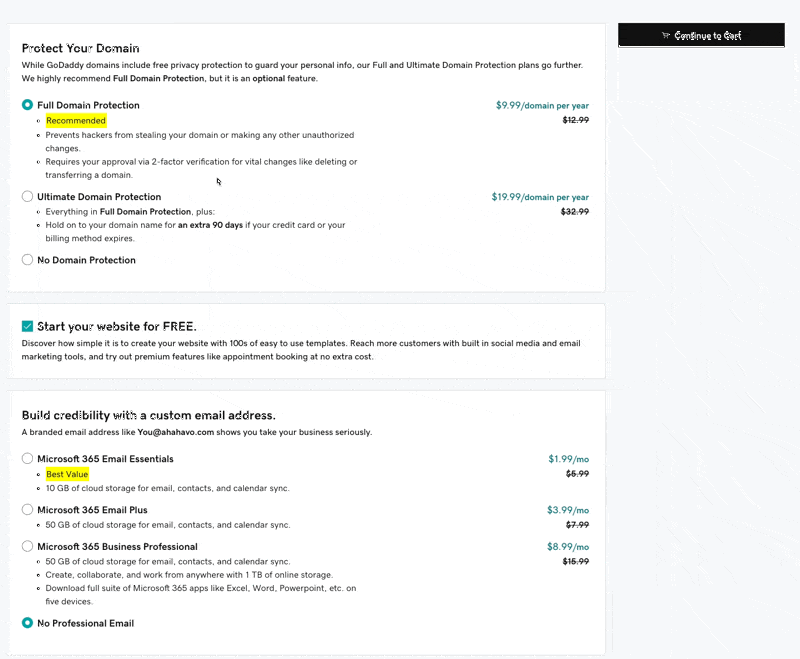 Protect Your Domain
While GoDaddy domains include free privacy protection to guard your personal info, our Full and Ultimate Domain Protection plans go further.
We highly recommend Full Domain Protection, but it is an optional feature.
Full Domain Protection
$9.99/domain per year
Recommended
$12.99
Prevents hackers from stealing your domain or making any other unauthorized
changes.
Requires your approval via 2-factor verification for vital changes like deleting or
transferring a domain.
Ultimate Domain Protection
$19.99/domain per year
Everything in Full Domain Protection, plus:
$32.99
Hold on to your domain name for an extra 90 days if your credit card or your
billing method expires.
No Domain Protection
Start your website for FREE.
Discover how simple it is to create your website with 100s of easy to use templates. Reach more customers with built in social media and email
marketing tools, and try out premium features like appointment booking at no extra cost.
Build credibility with a custom email address.
A branded email address like You@ahahavo.com shows you take your business seriously.
Microsoft 365 Email Essentials
$1.99/mo
Best Value
$5.99
10 GB of cloud storage for email, contacts, and calendar sync.
Microsoft 365 Email Plus
$3.99/mo
50 GB of cloud storage for email, contacts, and calendar sync.
$7.99
Microsoft 365 Business Professional
$8.99/mo
50 GB of cloud storage for email, contacts, and calendar sync.
$15.99
Create, collaborate, and work from anywhere with 1 TB of online storage.
Download full suite of Microsoft 365 apps like Excel, Word, Powerpoint, etc. on
five devices.
No Professional Email
Continue to Cart